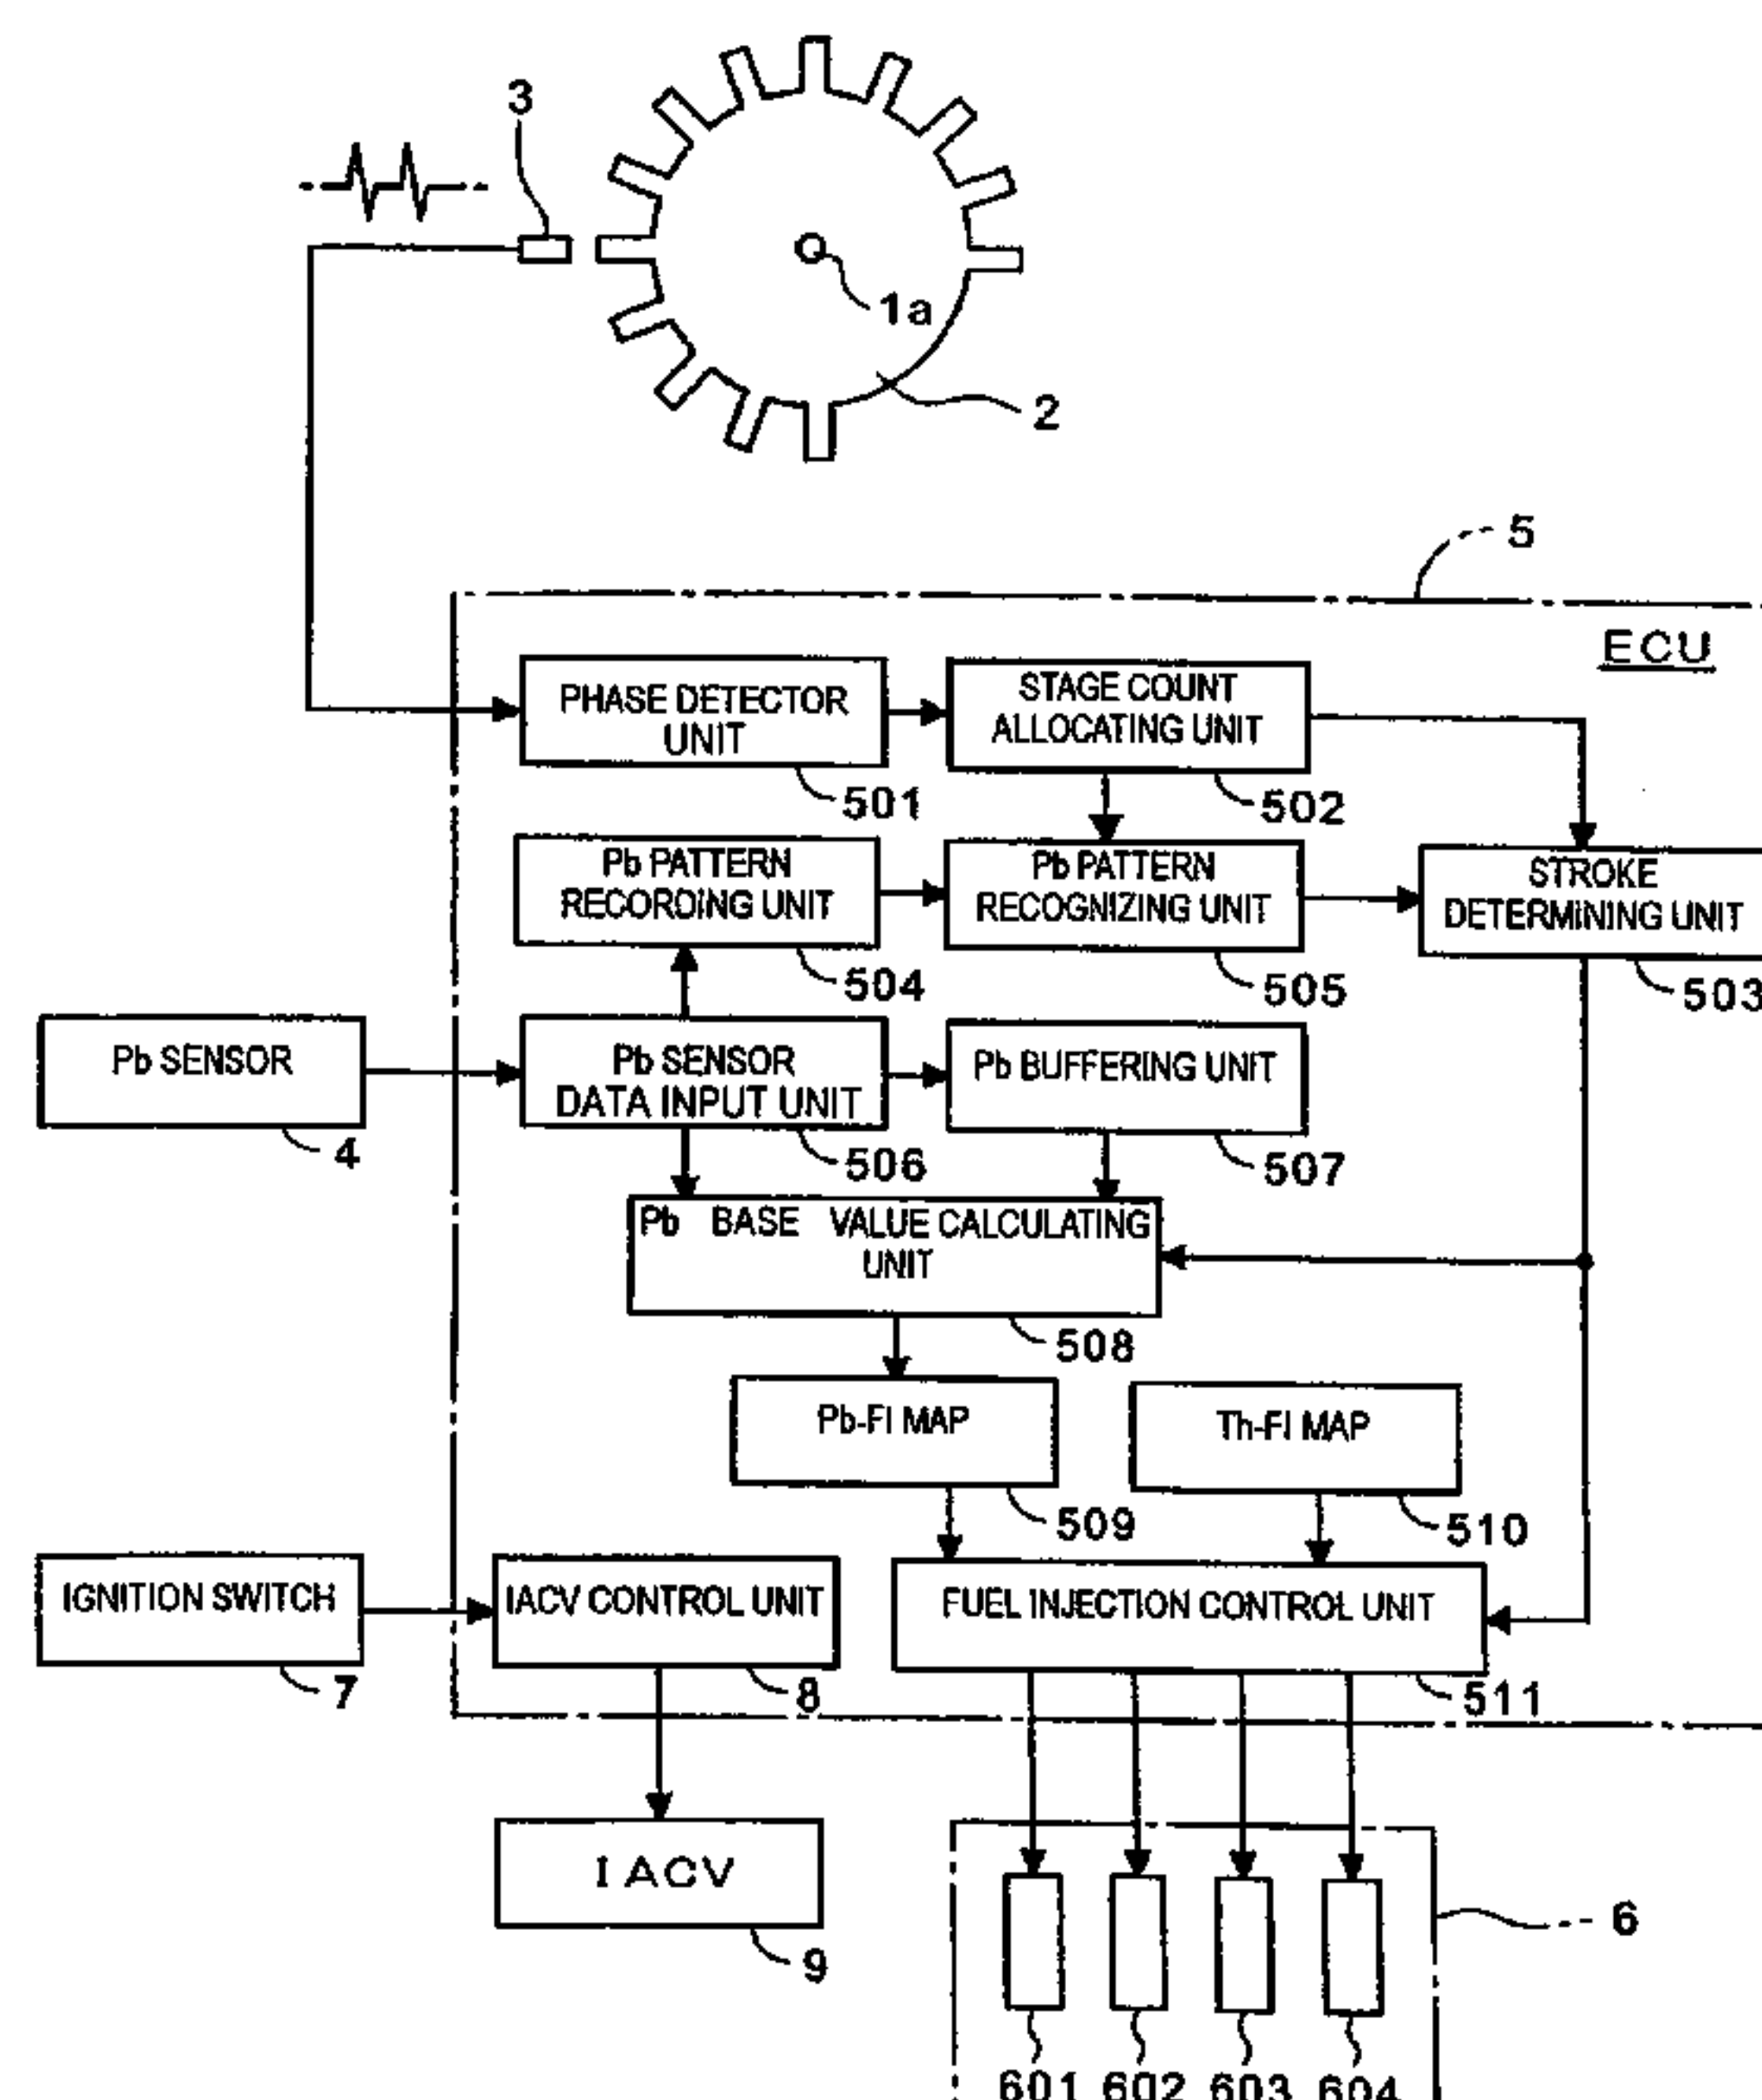 3
1a
2
5
ECU
PHASE DETECTOR
UNIT
501
STAGE COUNT
ALLOCATING UNIT
502
Pb PATTERN
RECORDING UNIT
504
Pb PATTERN
RECOGNIZING UNIT
505
STROKE
DETERMINING UNIT
503
Pb SENSOR
4
Pb SENSOR
DATA INPUT UNIT
506
Pb BUFFERING UNIT
507
Pb BASE VALUE CALCULATING
UNIT
508
Pb-FI MAP
509
Th-FI MAP
510
IGNITION SWITCH
7
IACV CONTROL UNIT
8
FUEL INJECTION CONTROL UNIT
511
IACV
9
6
601 602 603 604